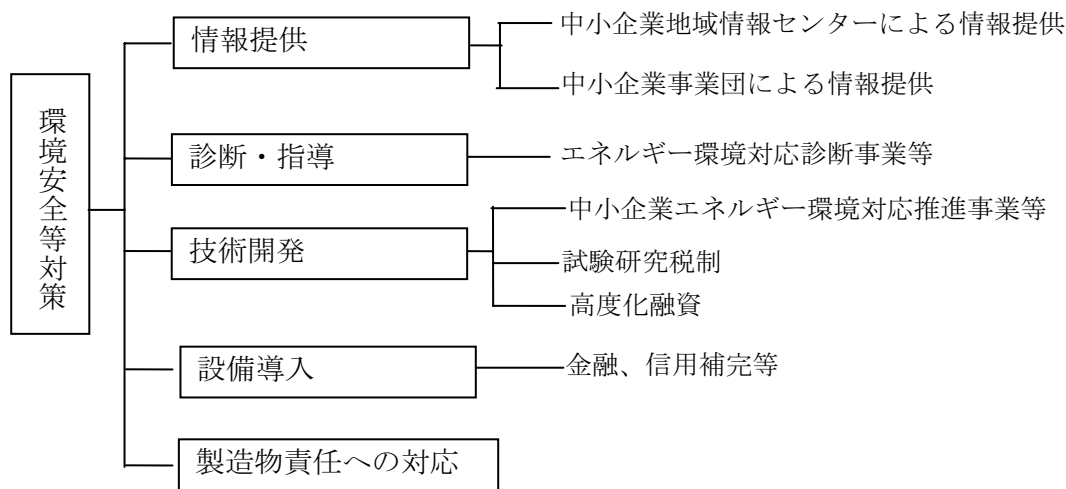 環境安全等対策
情報提供
中小企業地域情報センターによる情報提供
中小企業事業団による情報提供
診断・指導
エネルギー環境対応診断事業等
技術開発
中小企業エネルギー環境対応推進事業等
試験研究税制
高度化融資
設備導入
金融、信用補完等
製造物責任への対応